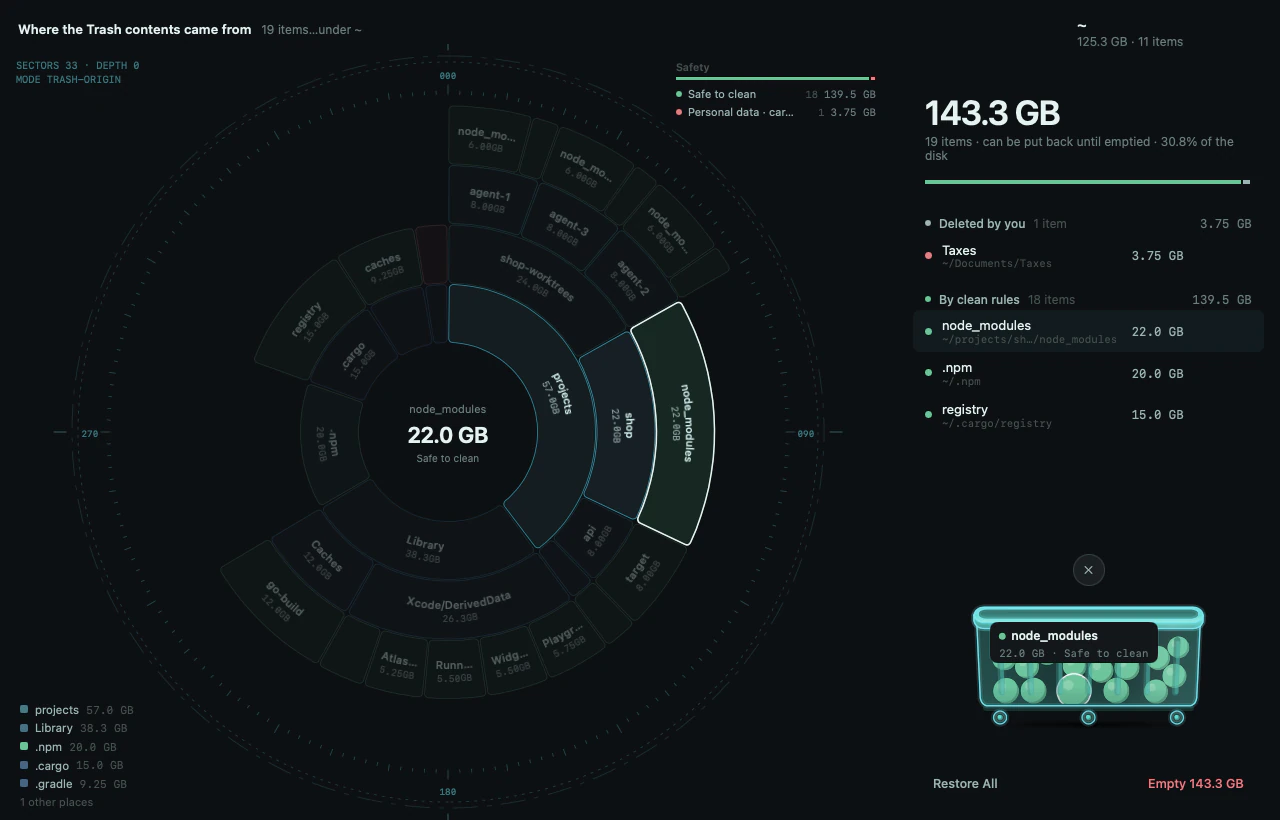 Where the Trash contents came from 19 items…under ~
~
125.3 GB · 11 items
SECTORS 33 · DEPTH 0
MODE TRASH-ORIGIN
Safety
Safe to clean 18 139.5 GB
Personal data · car… 1 3.75 GB
000
090
180
270
node_mo…
6.00GB
node_mo…
6.00GB
node_mo…
6.00GB
agent-1
8.00GB
agent-3
8.00GB
agent-2
8.00GB
shop-worktrees
24.0GB
caches
9.25GB
registry
15.0GB
.cargo
15.0GB
.npm
20.0GB
projects
57.0GB
shop
22.0GB
node_modules
22.0GB
node_modules
22.0 GB
Safe to clean
api
8.00GB
target
8.00GB
Library
38.3GB
Caches
12.0GB
go-build
12.0GB
Xcode/DerivedData
26.3GB
Atlas…
5.25GB
Runn…
5.50GB
Widg…
5.50GB
Playgr…
5.75GB
projects 57.0 GB
Library 38.3 GB
.npm 20.0 GB
.cargo 15.0 GB
.gradle 9.25 GB
1 other places
143.3 GB
19 items · can be put back until emptied · 30.8% of the
disk
Deleted by you 1 item 3.75 GB
Taxes 3.75 GB
~/Documents/Taxes
By clean rules 18 items 139.5 GB
node_modules 22.0 GB
~/projects/sh…/node_modules
.npm 20.0 GB
~/.npm
registry 15.0 GB
~/.cargo/registry
node_modules
22.0 GB · Safe to clean
Restore All
Empty 143.3 GB